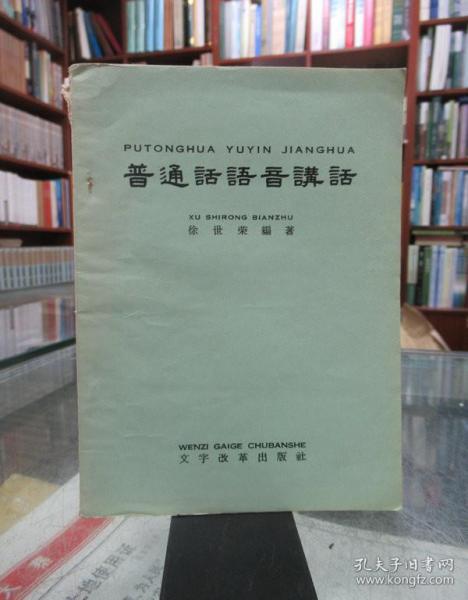 PUTONGHUA YUYIN JIANGHUA
普通話語音講話
XU SHIRONG BIANZHU
徐世荣編著
WENZI GAIGE CHUBANSHE
文字改革出版社
孔夫子旧书网
www.kongfz.com